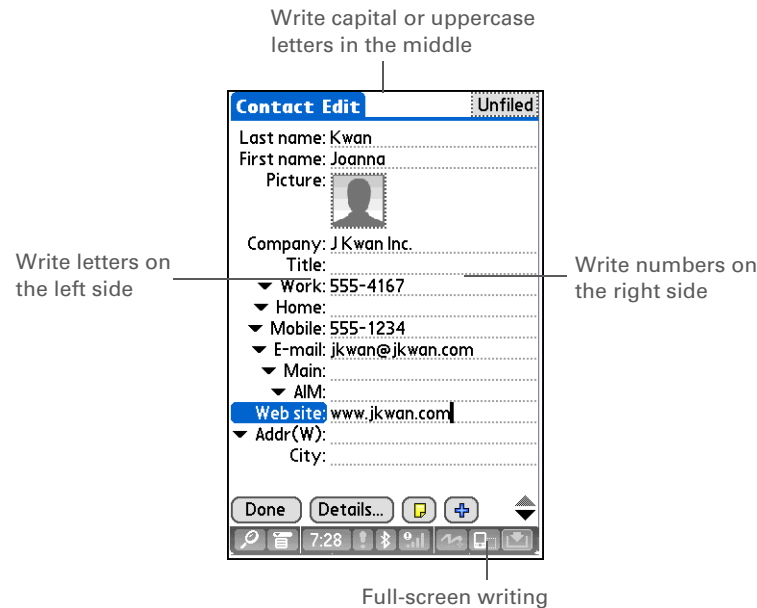 Write capital or uppercase
letters in the middle
Contact Edit Unfiled
Last name: Kwan
First name: Joanna
Picture:
Company: J Kwan Inc.
Title:
Write letters on
the left side
Write numbers on
the right side
Work: 555-4167
Home:
Mobile: 555-1234
E-mail: jkwan@jkwan.com
Main:
AIM:
Web site: www.jkwan.com
Addr(W):
City:
Done Details...
7:28
Full-screen writing